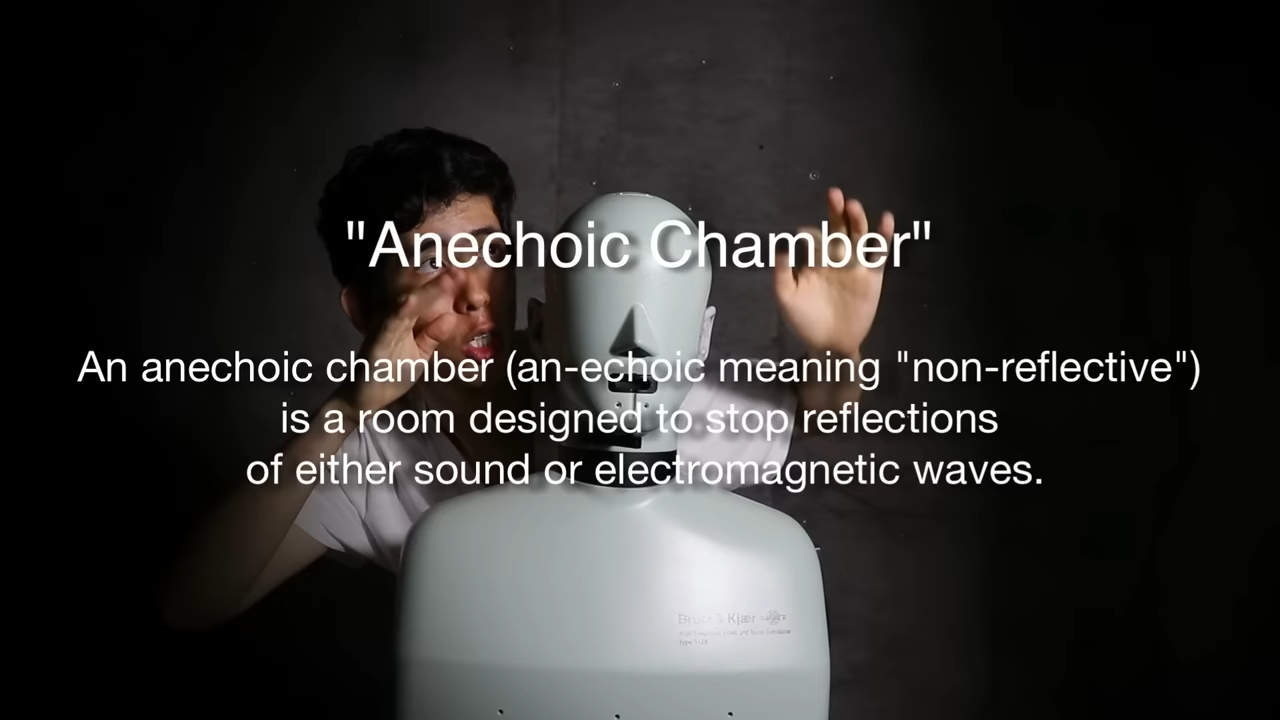 "Anechoic Chamber"
An anechoic chamber (an-echoic meaning "non-reflective")
is a room designed to stop reflections
of either sound or electromagnetic waves.
Brüel & Kjær